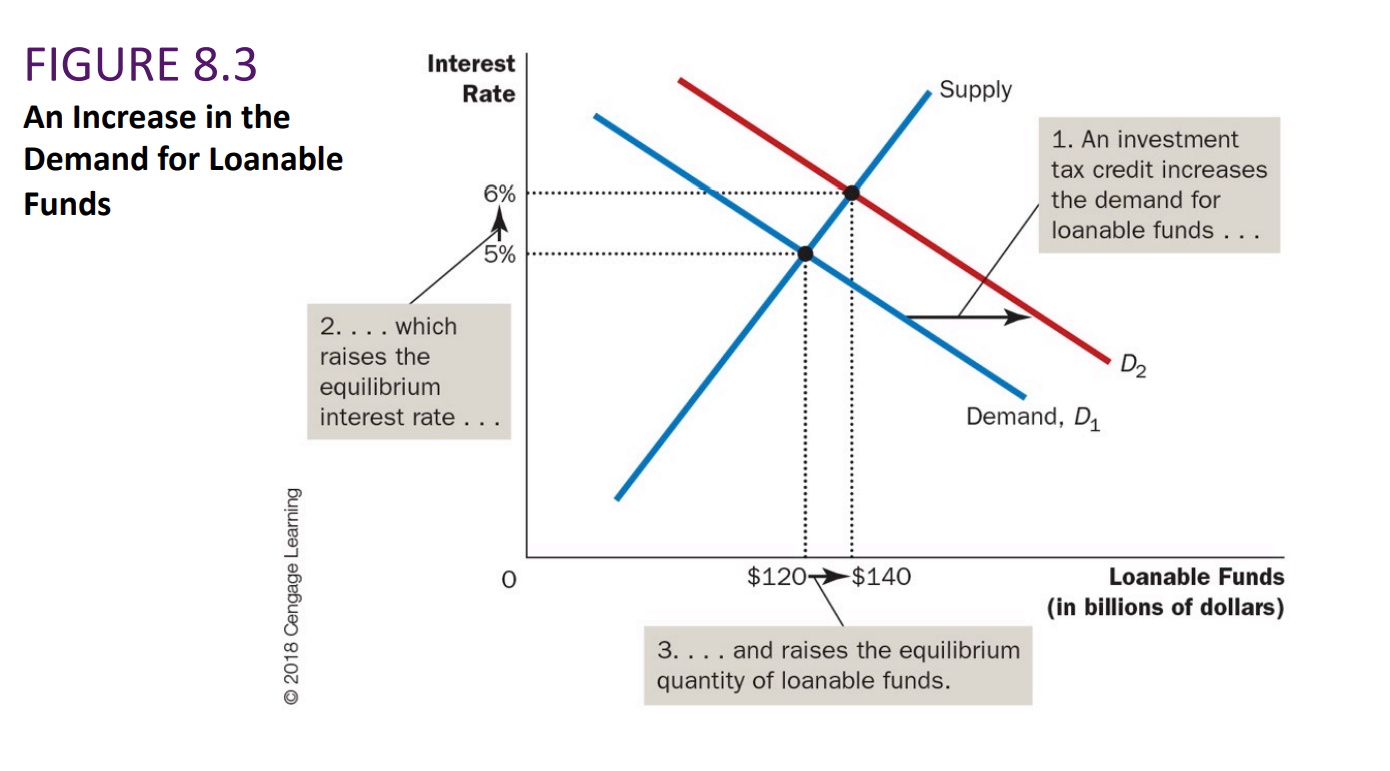 FIGURE 8.3
An Increase in the
Demand for Loanable
Funds
Interest
Rate
Supply
1. An investment
tax credit increases
the demand for
loanable funds . . .
6%
5%
2. . . . which
raises the
equilibrium
interest rate . . .
D2
Demand, D1
0
$120
$140
Loanable Funds
(in billions of dollars)
3. . . . and raises the equilibrium
quantity of loanable funds.
© 2018 Cengage Learning